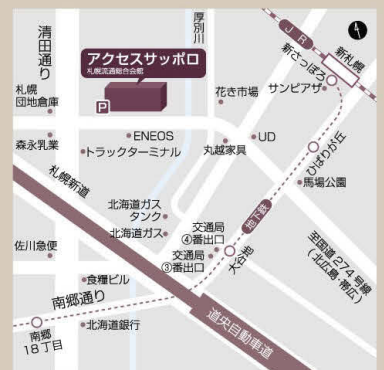 清田通り
厚別川
JR
新札幌
新さっぽろ
アクセスサッポロ
札幌流通総合会館
P
札幌
団地倉庫
花き市場
サンピアザ
森永乳業
ENEOS
トラックターミナル
丸越家具
UD
ひばりが丘
馬場公園
札幌新道
北海道ガス
タンク
北海道ガス
交通局
④番出口
交通局
③番出口
地下鉄
大谷地
至国道274号線
(北広島・帯広)
佐川急便
食糧ビル
南郷通り
南郷
18丁目
北海道銀行
道央自動車道